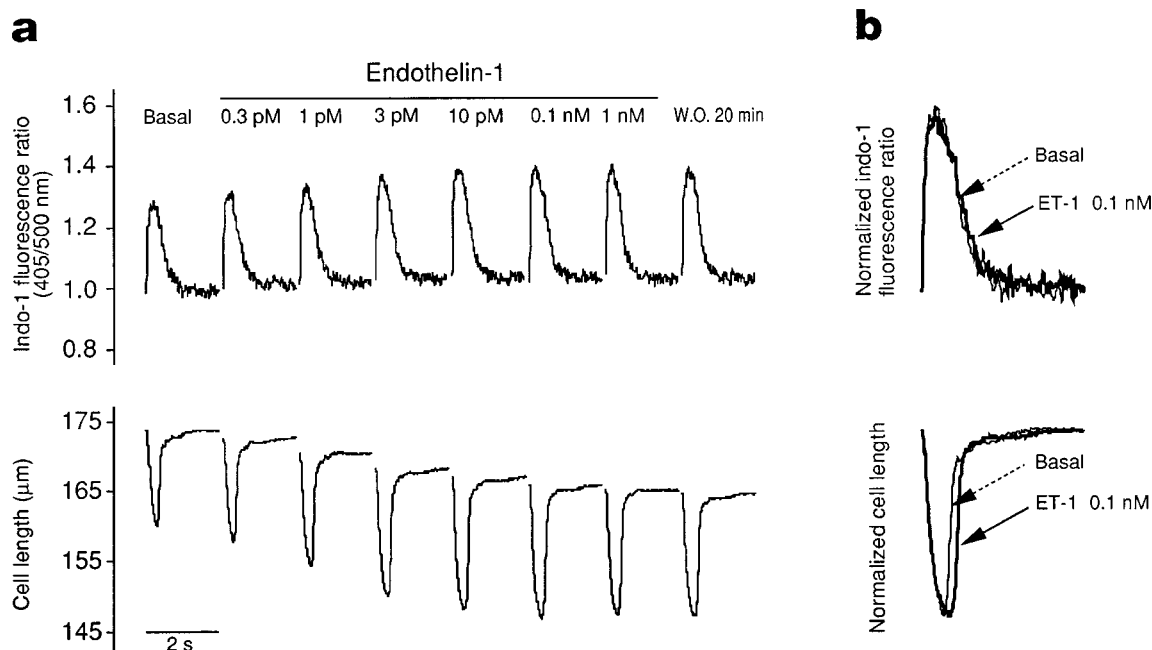 a
Endothelin-1
Basal 0.3 pM 1 pM 3 pM 10 pM 0.1 nM 1 nM W.O. 20 min
Indo-1 fluorescence ratio
(405/500 nm)
1.6
1.4
1.2
1.0
0.8
Cell length (μm)
175
165
155
145
2 s
b
Normalized indo-1
fluorescence ratio
Basal
ET-1 0.1 nM
Normalized cell length
Basal
ET-1 0.1 nM